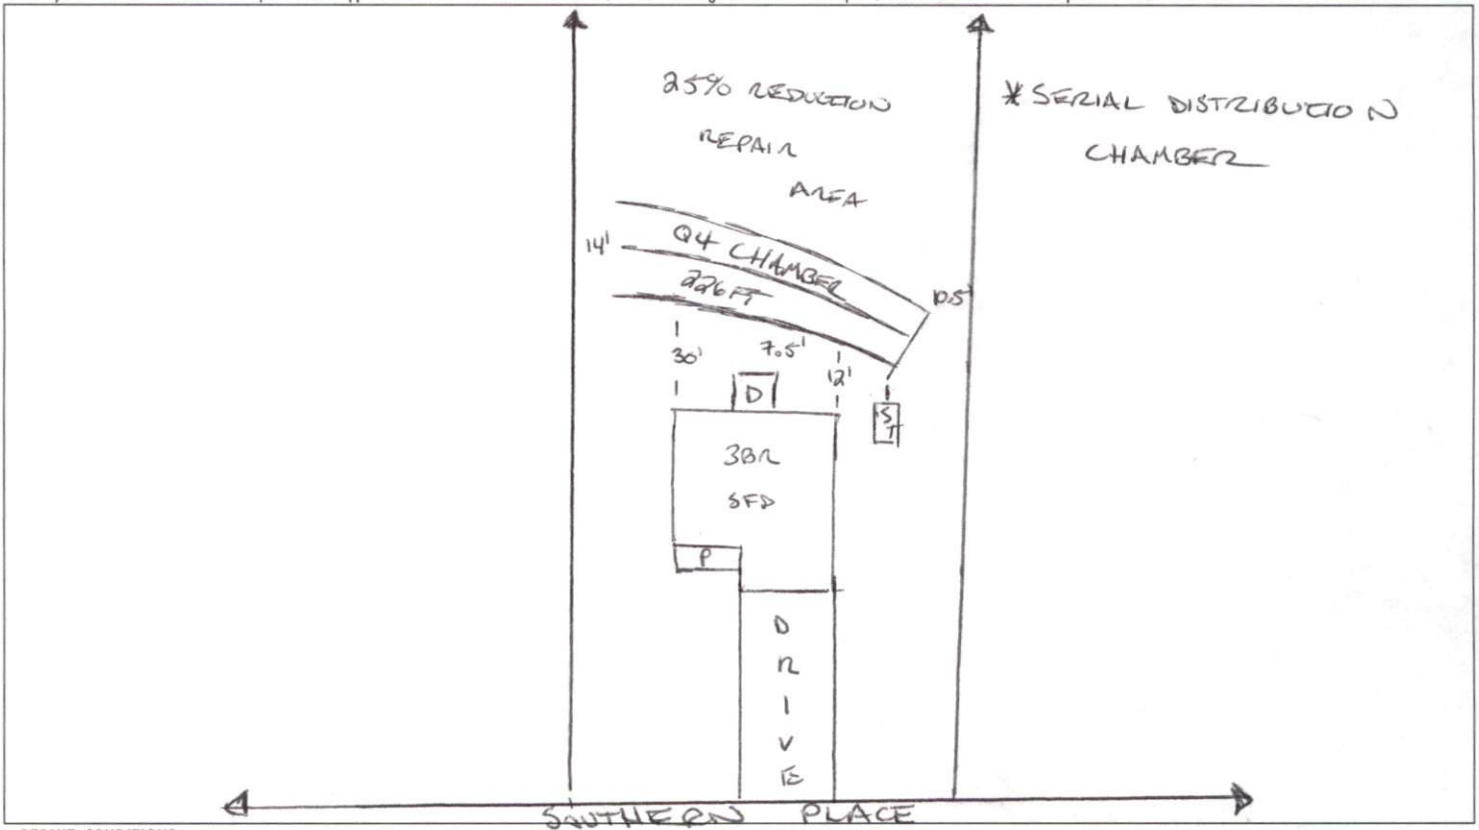 25% REDUCTION
REPAIR
AREA
*SERIAL DISTRIBUTION
CHAMBER
14'
Q4 CHAMBER
226 FT
10.5'
30'
7.5'
12'
D
ST
3BR
SFD
P
DRIVE
SOUTHERN PLACE